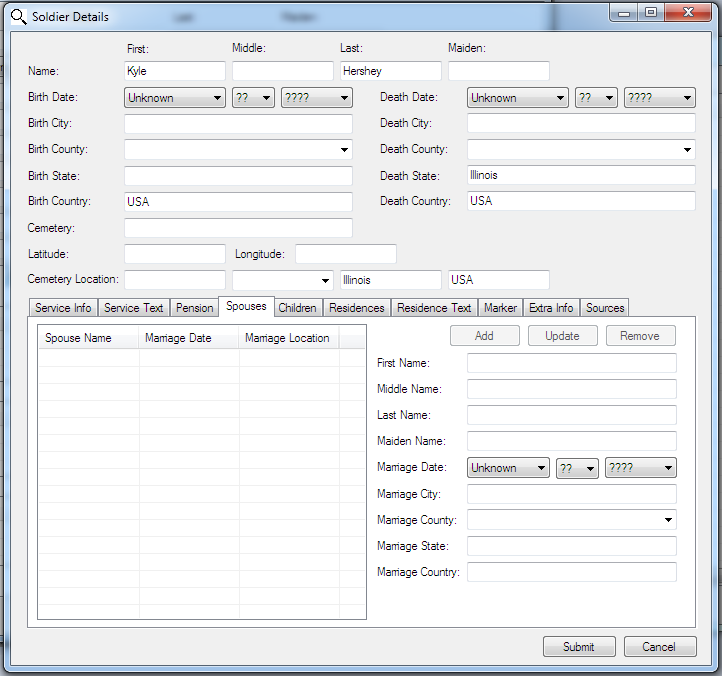 Soldier Details
First: Middle: Last: Maiden:
Name: Kyle Hershey
Birth Date: Unknown ?? ???? Death Date: Unknown ?? ????
Birth City: Death City:
Birth County: Death County:
Birth State: Death State: Illinois
Birth Country: USA Death Country: USA
Cemetery:
Latitude: Longitude:
Cemetery Location: Illinois USA
Service Info Service Text Pension Spouses Children Residences Residence Text Marker Extra Info Sources
Spouse Name Marriage Date Marriage Location
Add Update Remove
First Name:
Middle Name:
Last Name:
Maiden Name:
Marriage Date: Unknown ?? ????
Marriage City:
Marriage County:
Marriage State:
Marriage Country:
Submit Cancel